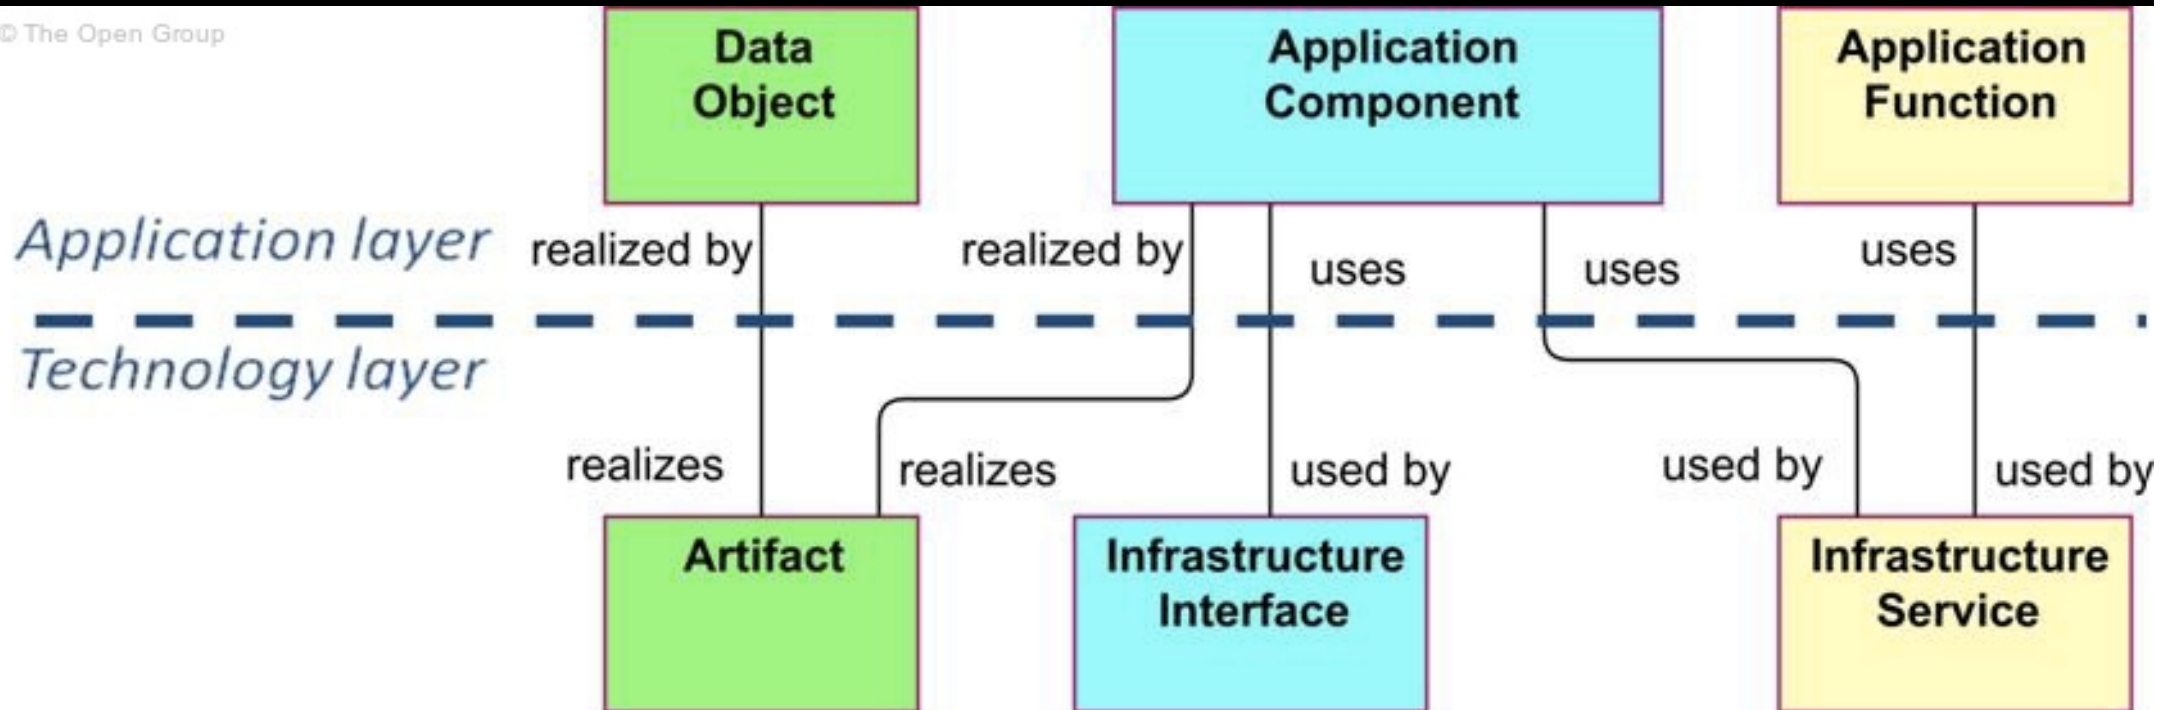 © The Open Group
Data
Object
Application
Component
Application
Function
Application layer
realized by
realized by
uses
uses
uses
Technology layer
realizes
realizes
used by
used by
used by
Artifact
Infrastructure
Interface
Infrastructure
Service